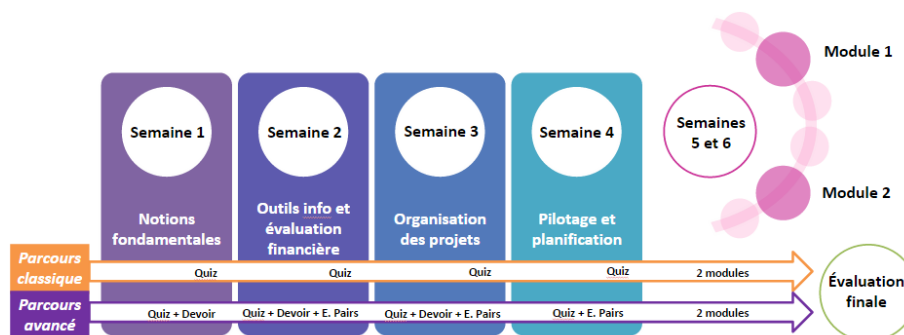 Semaine 1
Semaine 2
Semaine 3
Semaine 4
Semaines
5 et 6
Module 1
Module 2
Notions
fondamentales
Outils info et
évaluation
financière
Organisation
des projets
Pilotage et
planification
Parcours
classique
Quiz
Quiz
Quiz
Quiz
2 modules
Parcours
avancé
Quiz + Devoir
Quiz + Devoir + E. Pairs
Quiz + Devoir + E. Pairs
Quiz + E. Pairs
2 modules
Évaluation
finale